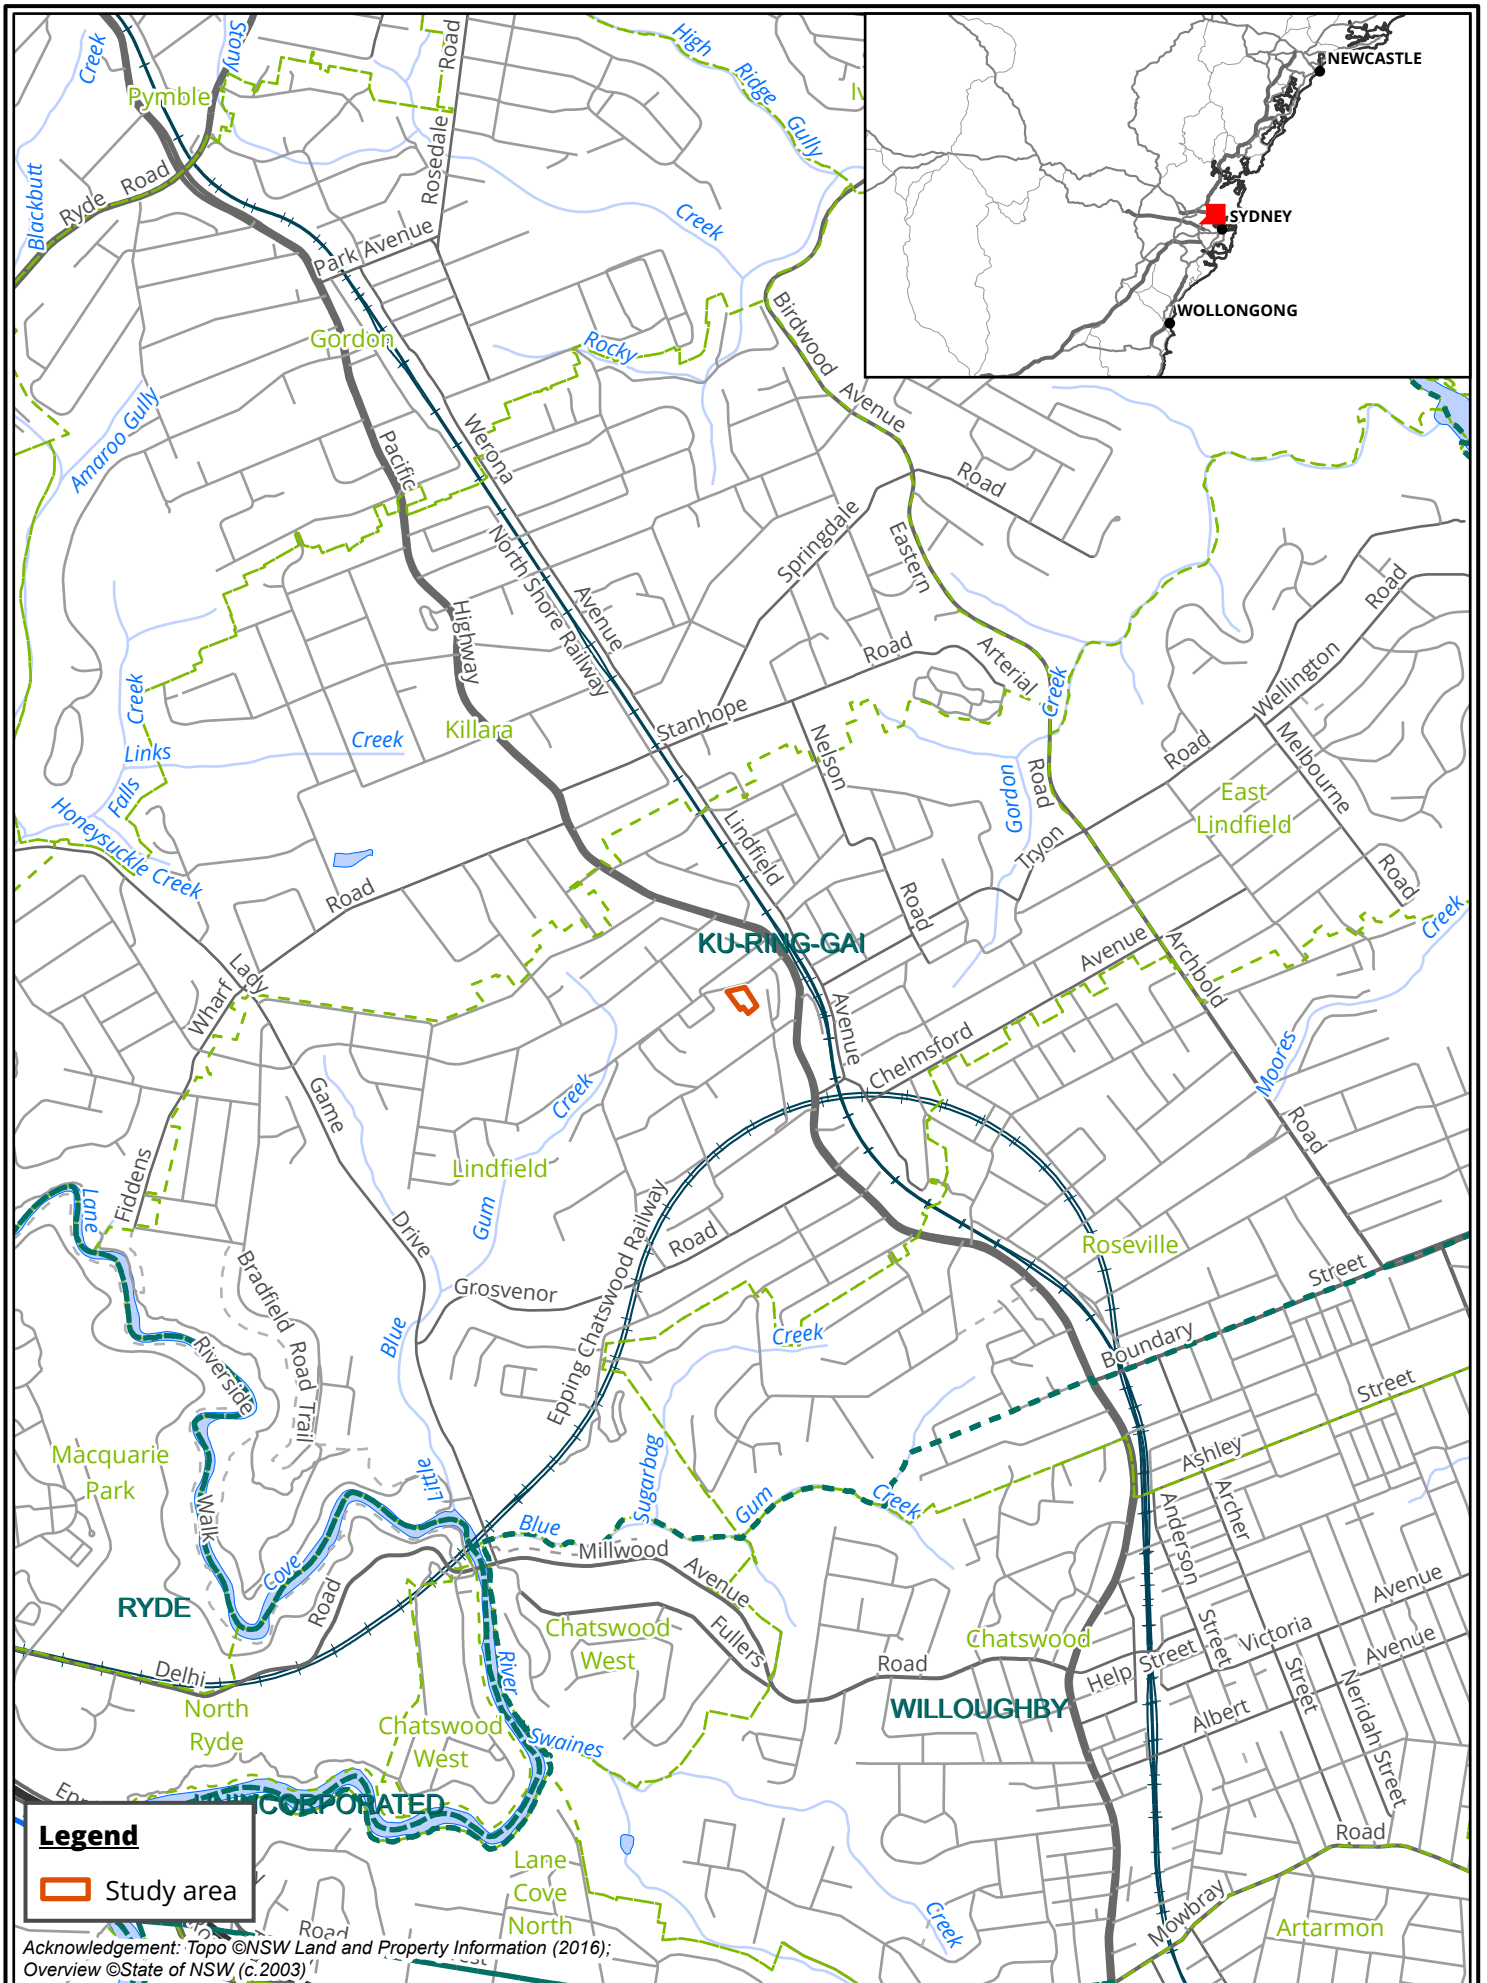 Creek
Stony
Pymble
High
Ridge
Gully
NEWCASTLE
SYDNEY
WOLLONGONG
Road
Rosedale
Ryde Road
Blackbutt
Park Avenue
Creek
Gordon
Rocky
Birdwood
Avenue
Amaroo Gully
Pacific
Werona
Road
Springdale
Eastern
North Shore Railway
Avenue
Highway
Road
Arterial
Road
Creek
Wellington
Creek
Links
Creek
Killara
Stanhope
Nelson
Road
Melbourne
Falls
Honeysuckle Creek
Gordon
Road
East
Lindfield
Lindfield
Tryon
Road
Road
Road
Creek
KU-RING-GAI
Avenue
Archbold
Lady
Wharf
Avenue
Chelmsford
Moores
Game
Creek
Road
Fiddens
Lindfield
Lane
Gum
Drive
Road
Roseville
Street
Bradfield
Road
Trail
Grosvenor
Epping Chatswood Railway
Creek
Boundary
Blue
Riverside
Street
Macquarie
Park
Ashley
Little
Sugarbag
Gum
Creek
Archer
Walk
Blue
Anderson
Millwood
Cove
Road
Avenue
Avenue
RYDE
Chatswood
West
Fullers
Chatswood
Street
Victoria
Avenue
Delhi
River
Road
Help Street
Street
Neridah Street
North
Ryde
WILLOUGHBY
Albert
Chatswood
West
Swaines
UNINCORPORATED
Legend
Study area
Road
Lane
Cove
North
Creek
Mowbray
Artarmon
Road
Acknowledgement: Topo ©NSW Land and Property Information (2016);
Overview ©State of NSW (c.2003)